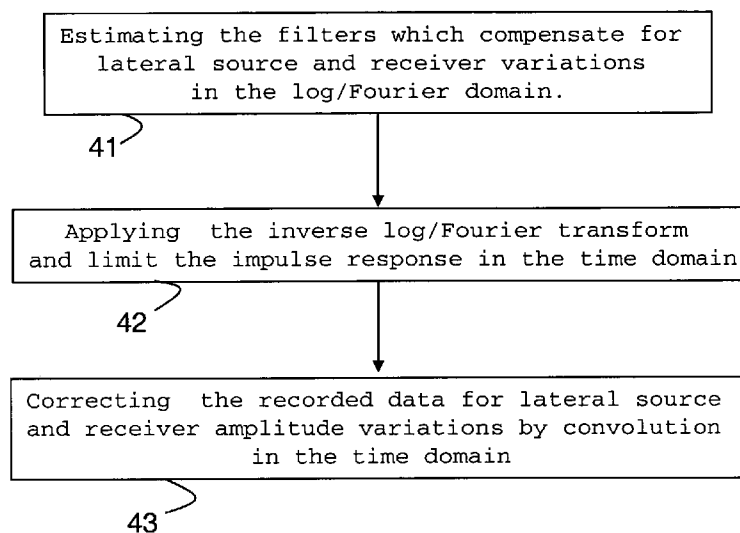 Estimating the filters which compensate for
lateral source and receiver variations
in the log/Fourier domain.
41
Applying the inverse log/Fourier transform
and limit the impulse response in the time domain
42
Correcting the recorded data for lateral source
and receiver amplitude variations by convolution
in the time domain
43